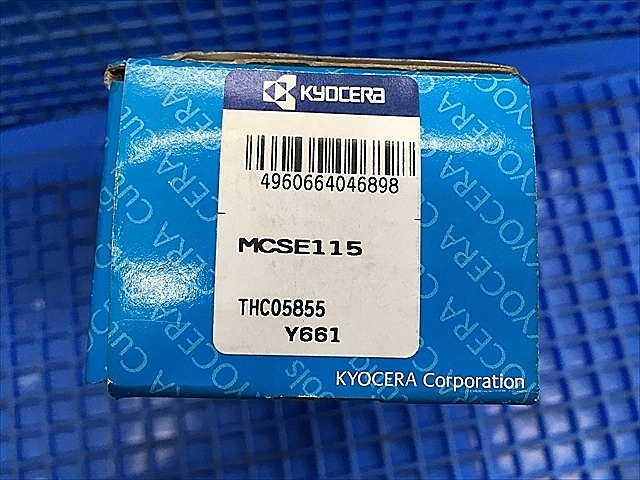 KYOCERA
4960664046898
MCSE115
THC05855
Y661
KYOCERA Corporation